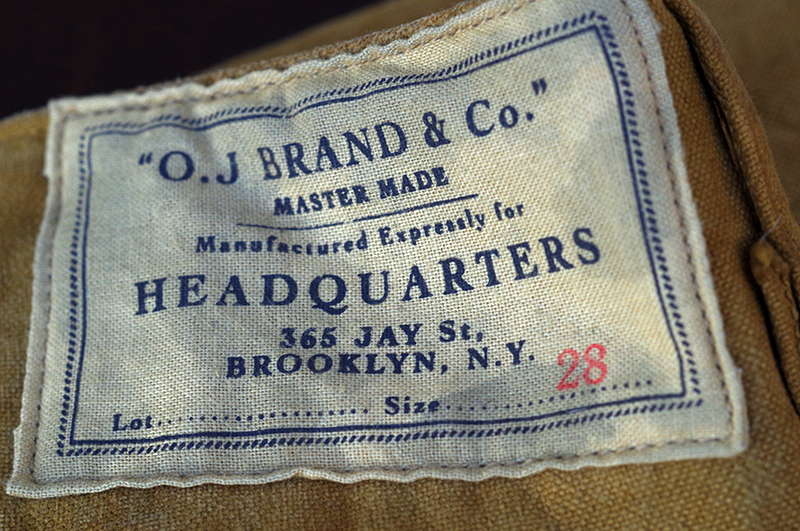 "O.J BRAND & Co."
MASTER MADE
Manufactured Expressly for
HEADQUARTERS
365 JAY St,
BROOKLYN, N.Y.
Lot.................... Size.................... 28